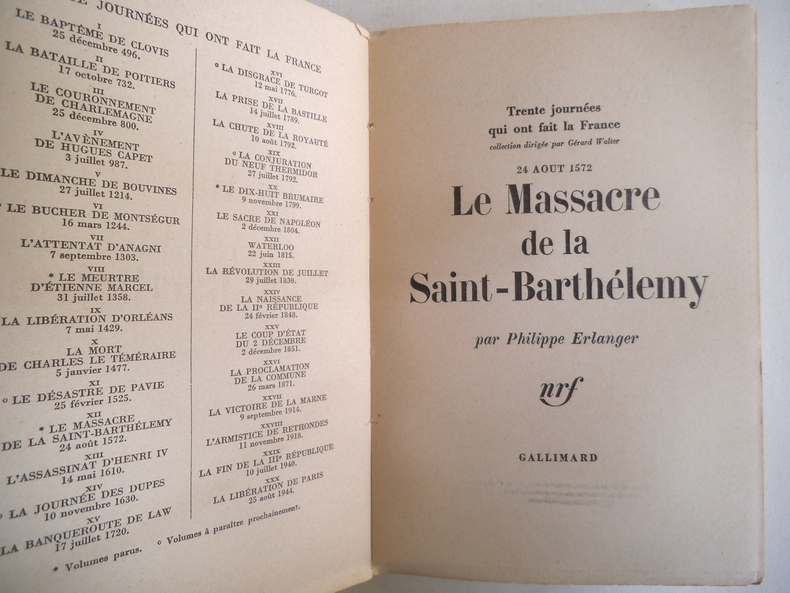 JOURNÉES QUI ONT FAIT LA FRANCE
I
LE BAPTÊME DE CLOVIS
25 décembre 496.
II
LA BATAILLE DE POITIERS
17 octobre 732.
III
LE COURONNEMENT
DE CHARLEMAGNE
25 décembre 800.
IV
L'AVÈNEMENT
DE HUGUES CAPET
3 juillet 987.
V
LE DIMANCHE DE BOUVINES
27 juillet 1214.
VI
* LE BUCHER DE MONTSÉGUR
16 mars 1244.
VII
L'ATTENTAT D'ANAGNI
7 septembre 1303.
VIII
* LE MEURTRE
D'ÉTIENNE MARCEL
31 juillet 1358.
IX
LA LIBÉRATION D'ORLÉANS
7 mai 1429.
X
LA MORT
DE CHARLES LE TÉMÉRAIRE
5 janvier 1477.
XI
° LE DÉSASTRE DE PAVIE
25 février 1525.
XII
* LE MASSACRE
DE LA SAINT-BARTHÉLEMY
24 août 1572.
XIII
L'ASSASSINAT D'HENRI IV
14 mai 1610.
XIV
° LA JOURNÉE DES DUPES
10 novembre 1630.
XV
LA BANQUEROUTE DE LAW
17 juillet 1720.
XVI
° LA DISGRACE DE TURGOT
12 mai 1776.
XVII
LA PRISE DE LA BASTILLE
14 juillet 1789.
XVIII
LA CHUTE DE LA ROYAUTÉ
10 août 1792.
XIX
° LA CONJURATION
DU NEUF THERMIDOR
27 juillet 1792.
XX
* LE DIX-HUIT BRUMAIRE
9 novembre 1799.
XXI
LE SACRE DE NAPOLÉON
2 décembre 1804.
XXII
WATERLOO
22 juin 1815.
XXIII
LA RÉVOLUTION DE JUILLET
29 juillet 1830.
XXIV
LA NAISSANCE
DE LA IIe RÉPUBLIQUE
24 février 1848.
XXV
LE COUP D'ÉTAT
DU 2 DÉCEMBRE
2 décembre 1851.
XXVI
LA PROCLAMATION
DE LA COMMUNE
26 mars 1871.
XXVII
LA VICTOIRE DE LA MARNE
9 septembre 1914.
XXVIII
L'ARMISTICE DE RETHONDES
11 novembre 1918.
XXIX
LA FIN DE LA IIIe RÉPUBLIQUE
10 juillet 1940.
XXX
LA LIBÉRATION DE PARIS
25 août 1944.
* Volumes parus. ° Volumes à paraître prochainement.
Trente journées
qui ont fait la France
collection dirigée par Gérard Walter
24 AOUT 1572
Le Massacre
de la
Saint-Barthélemy
par Philippe Erlanger
nrf
GALLIMARD